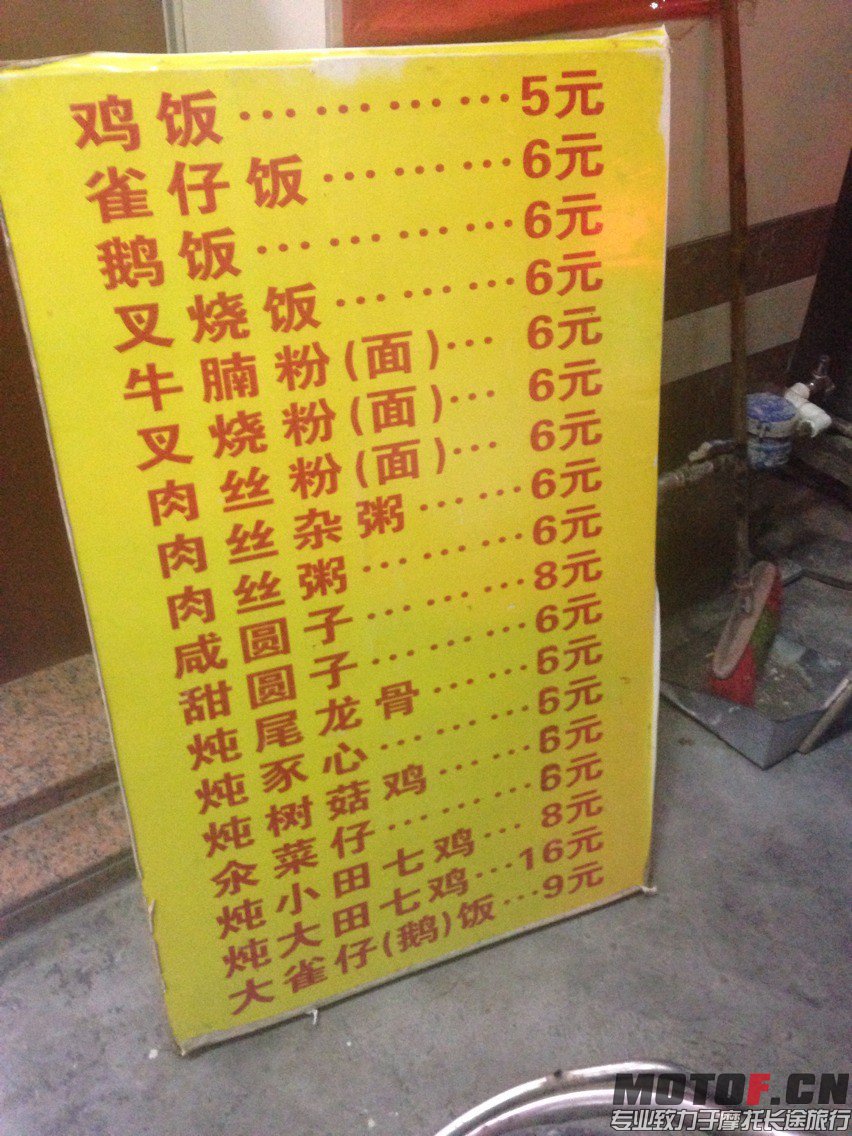 鸡饭…………5元
雀仔饭………6元
鹅饭…………6元
叉烧饭………6元
牛腩粉(面)… 6元
叉烧粉(面)… 6元
肉丝粉(面)… 6元
肉丝杂粥……6元
肉丝粥………6元
咸圆子………8元
甜圆子………6元
炖尾龙骨……6元
炖豕心………6元
炖树菇鸡……6元
汆菜仔………6元
炖小田七鸡… 8元
炖大田七鸡…16元
大雀仔(鹅)饭…9元
MOTOF.CN
专业致力于摩托长途旅行